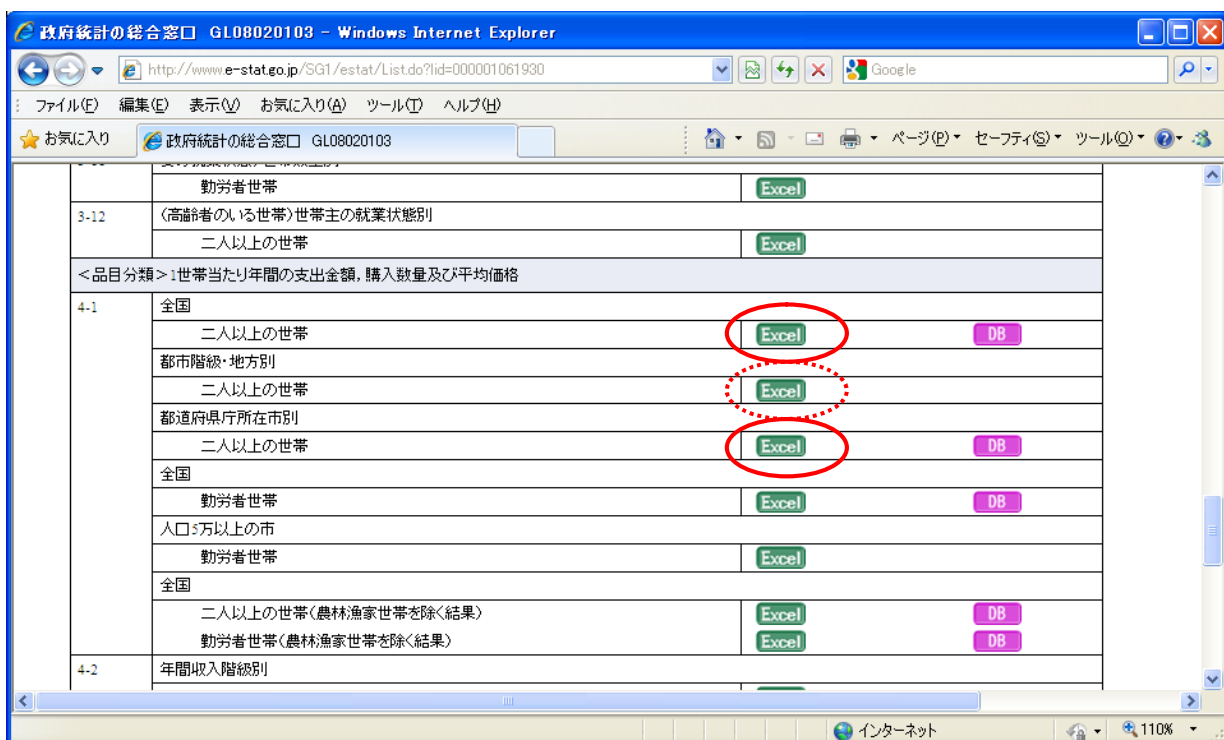 政府統計の総合窓口 GL08020103 - Windows Internet Explorer
http://www.e-stat.go.jp/SG1/estat/List.do?lid=000001061930
Google
ファイル(F) 編集(E) 表示(V) お気に入り(A) ツール(T) ヘルプ(H)
お気に入り 政府統計の総合窓口 GL08020103 ページ(P) セーフティ(S) ツール(O)
勤労者世帯 Excel
3-12 (高齢者のいる世帯)世帯主の就業状態別
二人以上の世帯 Excel
<品目分類>1世帯当たり年間の支出金額,購入数量及び平均価格
4-1 全国
二人以上の世帯 Excel DB
都市階級・地方別
二人以上の世帯 Excel
都道府県庁所在市別
二人以上の世帯 Excel DB
全国
勤労者世帯 Excel DB
人口5万以上の市
勤労者世帯 Excel
全国
二人以上の世帯(農林漁家世帯を除く結果) Excel DB
勤労者世帯(農林漁家世帯を除く結果) Excel DB
4-2 年間収入階級別
インターネット 110%